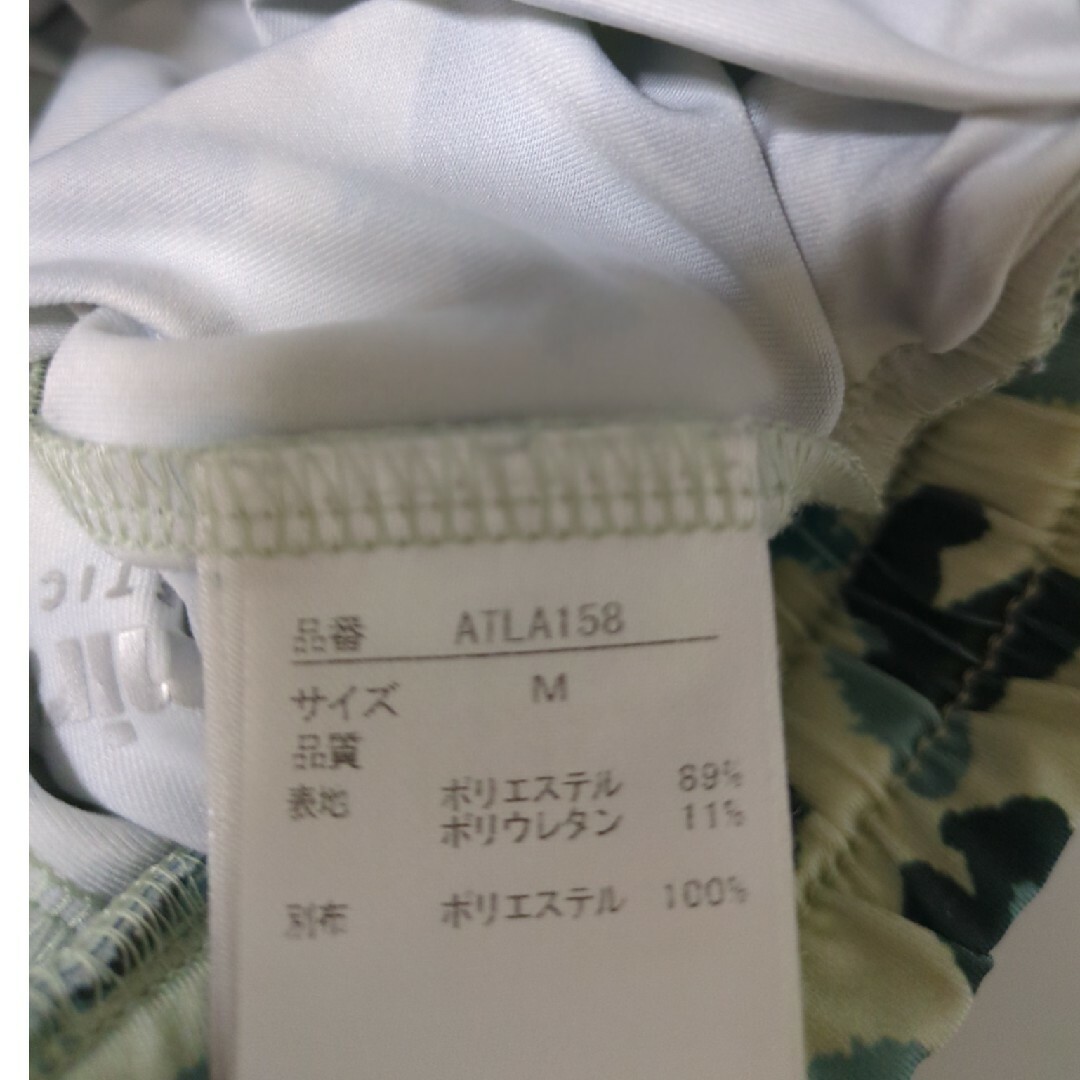 品番 ATLA158
サイズ M
品質
表地 ポリエステル 89%
ポリウレタン 11%
別布 ポリエステル 100%